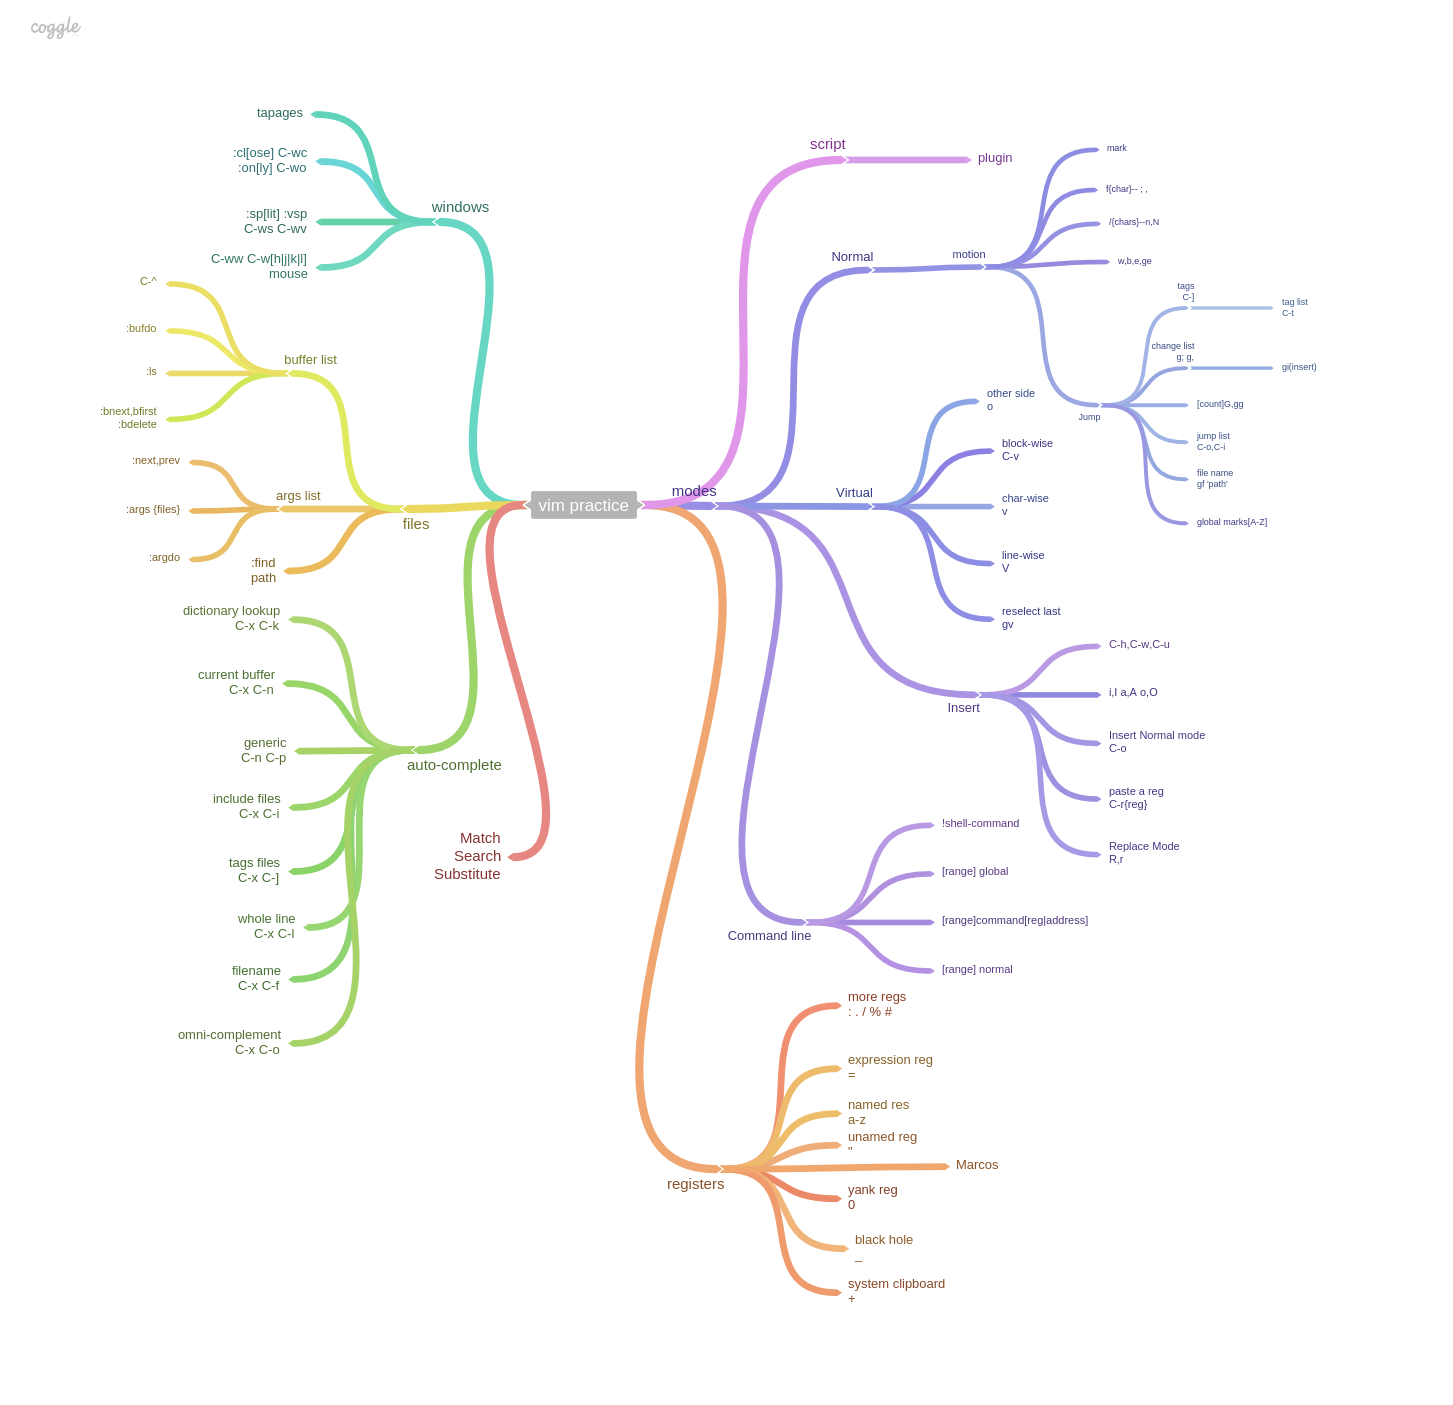 coggle
vim practice
windows
tapages
:cl[ose] C-wc
:on[ly] C-wo
:sp[lit] :vsp
C-ws C-wv
C-ww C-w[h|j|k|l]
mouse
files
buffer list
C-^
:bufdo
:ls
:bnext,bfirst
:bdelete
args list
:next,prev
:args {files}
:argdo
:find
path
auto-complete
dictionary lookup
C-x C-k
current buffer
C-x C-n
generic
C-n C-p
include files
C-x C-i
tags files
C-x C-]
whole line
C-x C-l
filename
C-x C-f
omni-complement
C-x C-o
Match
Search
Substitute
script
plugin
modes
Normal
motion
mark
f{char}-- ; ,
/{chars}--n,N
w,b,e,ge
Jump
tags
C-]
tag list
C-t
change list
g; g,
gi(insert)
[count]G,gg
jump list
C-o,C-i
file name
gf 'path'
global marks[A-Z]
Virtual
other side
o
block-wise
C-v
char-wise
v
line-wise
V
reselect last
gv
Insert
C-h,C-w,C-u
i,I a,A o,O
Insert Normal mode
C-o
paste a reg
C-r{reg}
Replace Mode
R,r
Command line
!shell-command
[range] global
[range]command[reg|address]
[range] normal
registers
more regs
: . / % #
expression reg
=
named res
a-z
unamed reg
"
Marcos
yank reg
0
black hole
_
system clipboard
+